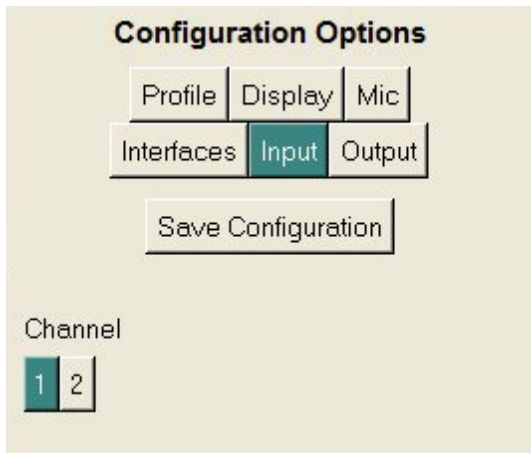 Configuration Options
Profile Display Mic
Interfaces Input Output
Save Configuration
Channel
1 2